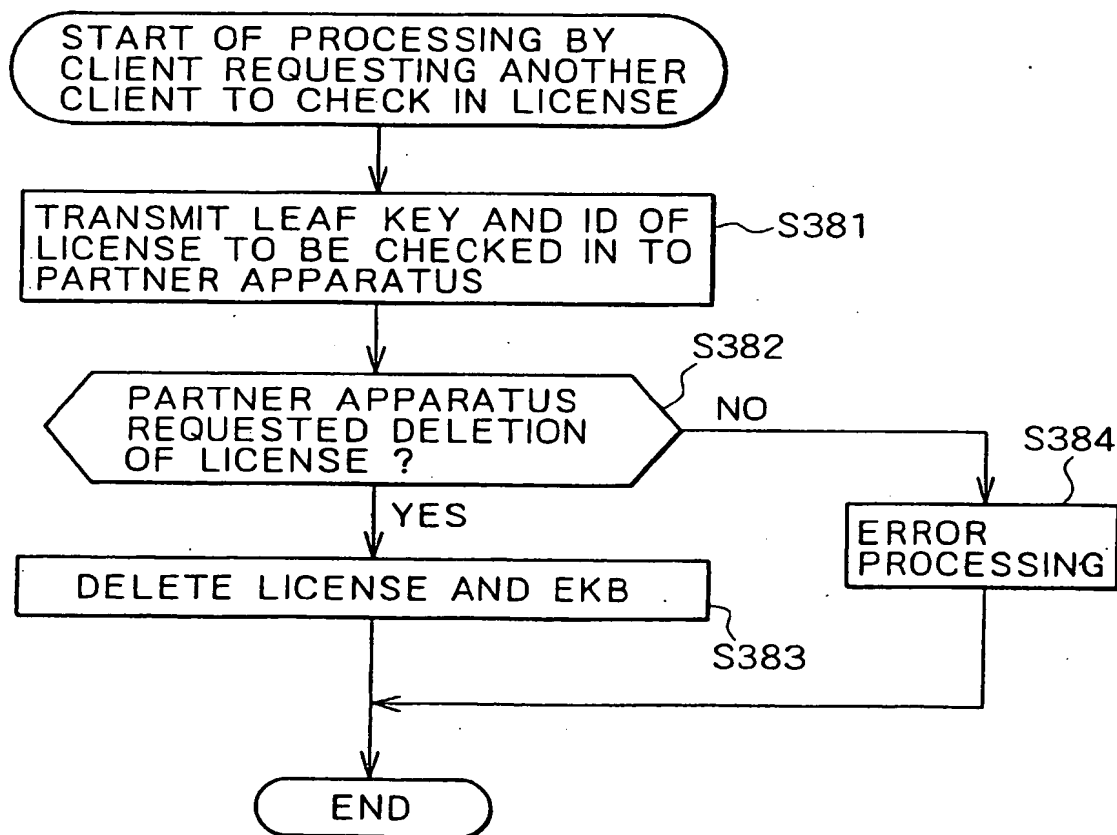 START OF PROCESSING BY
CLIENT REQUESTING ANOTHER
CLIENT TO CHECK IN LICENSE
TRANSMIT LEAF KEY AND ID OF
LICENSE TO BE CHECKED IN TO
PARTNER APPARATUS
S381
PARTNER APPARATUS
REQUESTED DELETION
OF LICENSE ?
S382
NO
YES
S384
ERROR
PROCESSING
DELETE LICENSE AND EKB
S383
END